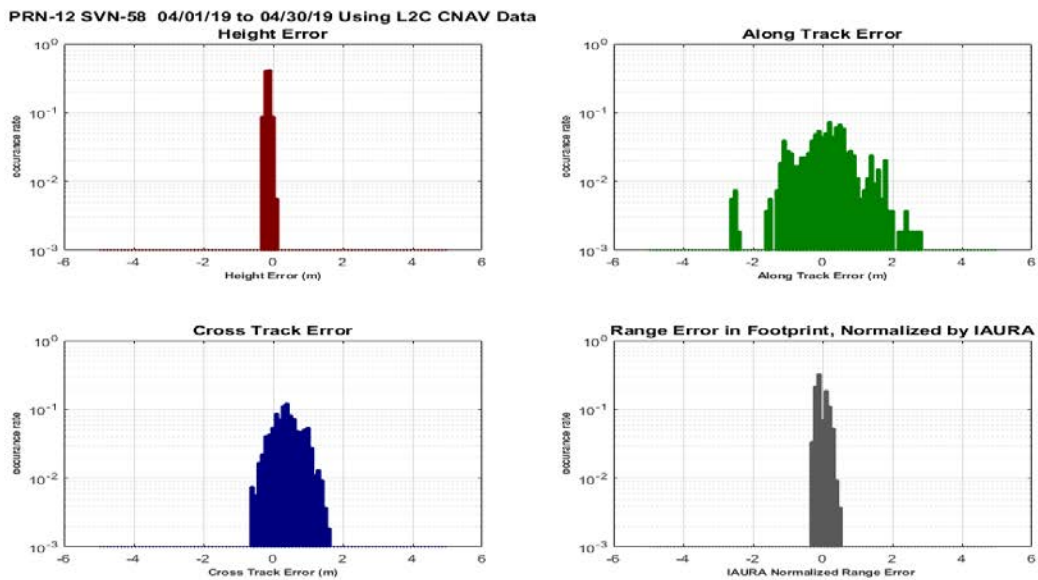 PRN-12 SVN-58 04/01/19 to 04/30/19 Using L2C CNAV Data
Height Error
10^0
10^-1
10^-2
10^-3
occurance rate
-6 -4 -2 0 2 4 6
Height Error (m)
Along Track Error
10^0
10^-1
10^-2
10^-3
occurance rate
-6 -4 -2 0 2 4 6
Along Track Error (m)
Cross Track Error
10^0
10^-1
10^-2
10^-3
occurance rate
-6 -4 -2 0 2 4 6
Cross Track Error (m)
Range Error in Footprint, Normalized by IAURA
10^0
10^-1
10^-2
10^-3
occurance rate
-6 -4 -2 0 2 4 6
IAURA Normalized Range Error